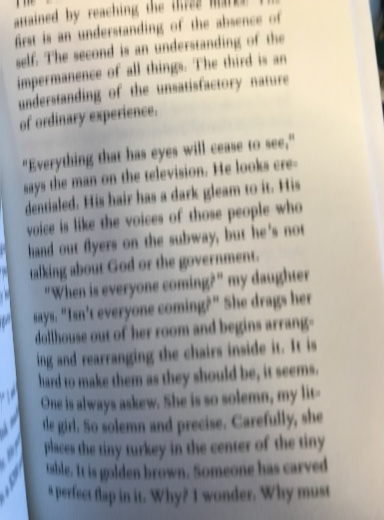 attained by reaching the three marks. The
first is an understanding of the absence of
self. The second is an understanding of the
impermanence of all things. The third is an
understanding of the unsatisfactory nature
of ordinary experience.
"Everything that has eyes will cease to see,"
says the man on the television. He looks cre-
dentialed. His hair has a dark gleam to it. His
voice is like the voices of those people who
hand out flyers on the subway, but he's not
talking about God or the government.
"When is everyone coming?" my daughter
says. "Isn't everyone coming?" She drags her
dollhouse out of her room and begins arrang-
ing and rearranging the chairs inside it. It is
hard to make them as they should be, it seems.
One is always askew. She is so solemn, my lit-
tle girl. So solemn and precise. Carefully, she
places the tiny turkey in the center of the tiny
table. It is golden brown. Someone has carved
a perfect flap in it. Why? I wonder. Why must